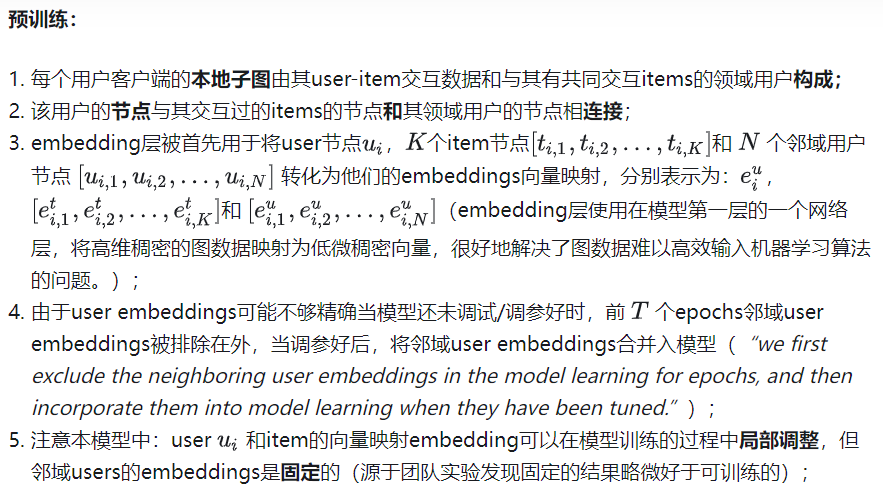 预训练：
1. 每个用户客户端的本地子图由其user-item交互数据和与其有共同交互items的领域用户构成；
2. 该用户的节点与其交互过的items的节点和其领域用户的节点相连接；
3. embedding层被首先用于将user节点u_i，K个item节点[t_{i,1}, t_{i,2}, . . . , t_{i,K}]和 N 个邻域用户
节点 [u_{i,1}, u_{i,2}, . . . , u_{i,N}] 转化为他们的embeddings向量映射，分别表示为：e_i^u，
[e_{i,1}^t, e_{i,2}^t, . . . , e_{i,K}^t]和 [e_{i,1}^u, e_{i,2}^u, . . . , e_{i,N}^u]（embedding层使用在模型第一层的一个网络
层，将高维稠密的图数据映射为低微稠密向量，很好地解决了图数据难以高效输入机器学习算法
的问题。）；
4. 由于user embeddings可能不够精确当模型还未调试/调参好时，前 T 个epochs邻域user
embeddings被排除在外，当调参好后，将邻域user embeddings合并入模型（ “we first
exclude the neighboring user embeddings in the model learning for epochs, and then
incorporate them into model learning when they have been tuned.” ）；
5. 注意本模型中：user u_i 和item的向量映射embedding可以在模型训练的过程中局部调整，但
邻域users的embeddings是固定的（源于团队实验发现固定的结果略微好于可训练的）；